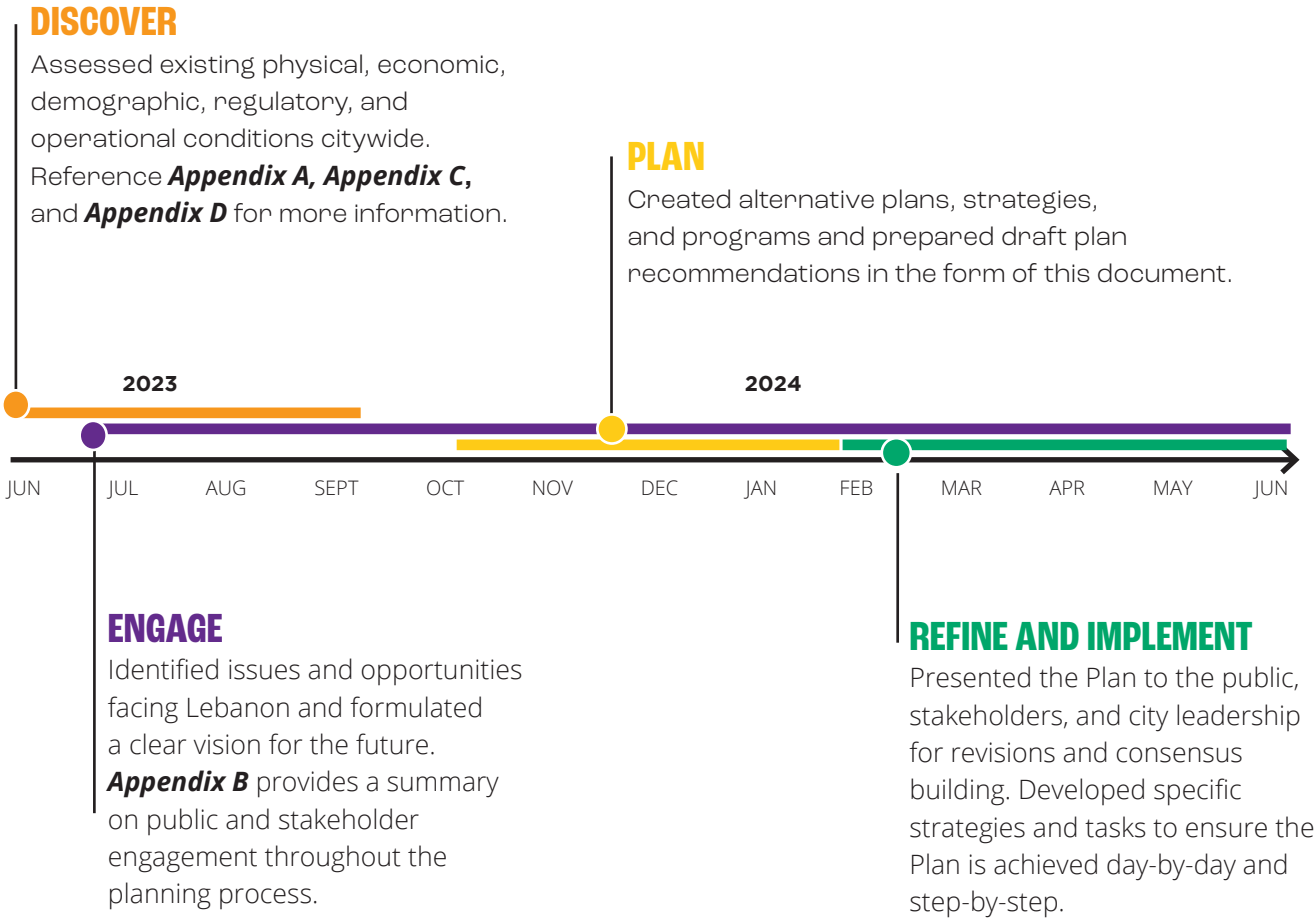 DISCOVER
Assessed existing physical, economic,
demographic, regulatory, and
operational conditions citywide.
Reference Appendix A, Appendix C,
and Appendix D for more information.
PLAN
Created alternative plans, strategies,
and programs and prepared draft plan
recommendations in the form of this document.
2023
2024
JUN JUL AUG SEPT OCT NOV DEC JAN FEB MAR APR MAY JUN
ENGAGE
Identified issues and opportunities
facing Lebanon and formulated
a clear vision for the future.
Appendix B provides a summary
on public and stakeholder
engagement throughout the
planning process.
REFINE AND IMPLEMENT
Presented the Plan to the public,
stakeholders, and city leadership
for revisions and consensus
building. Developed specific
strategies and tasks to ensure the
Plan is achieved day-by-day and
step-by-step.